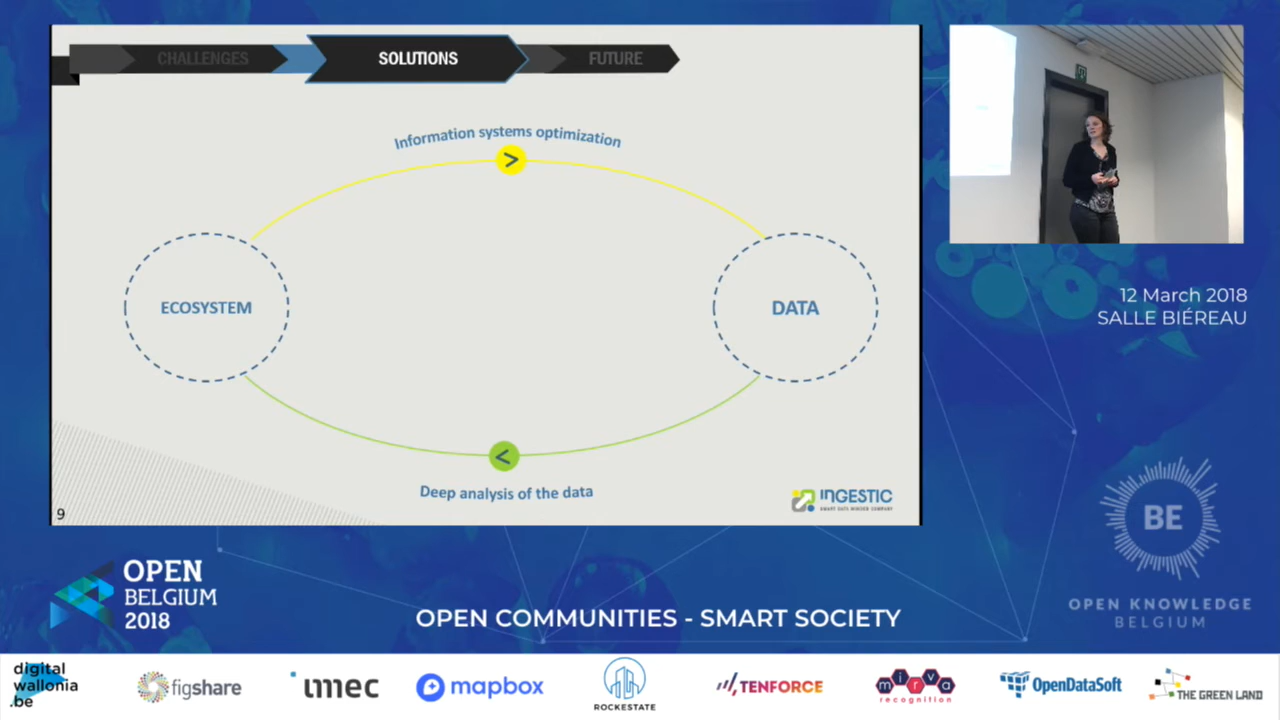 CHALLENGES
SOLUTIONS
FUTURE
Information systems optimization
>
ECOSYSTEM
DATA
<
Deep analysis of the data
INGESTIC
SMART DATA MINDED COMPANY
9
12 March 2018
SALLE BIÉREAU
BE
OPEN KNOWLEDGE
BELGIUM
OPEN
BELGIUM
2018
OPEN COMMUNITIES - SMART SOCIETY
digital
wallonia
.be
figshare
imec
mapbox
ROCKESTATE
TENFORCE
mirva
recognition
OpenDataSoft
THE GREEN LAND